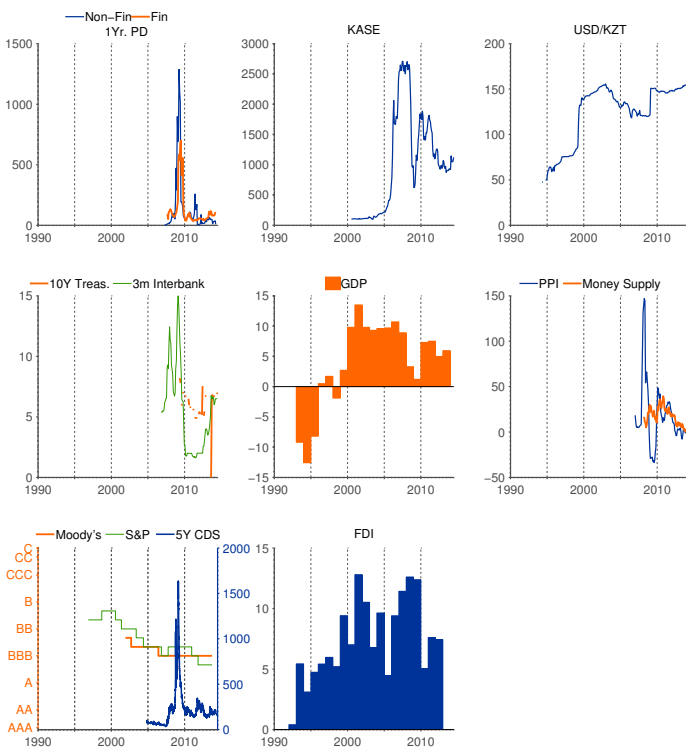 Non−Fin Fin
1Yr. PD
KASE
USD/KZT
1500
1000
500
0
1990 2000 2010
3000
2500
2000
1500
1000
500
0
1990 2000 2010
200
150
100
50
0
1990 2000 2010
10Y Treas. 3m Interbank
GDP
PPI Money Supply
15
10
5
0
1990 2000 2010
15
10
5
0
−5
−10
−15
1990 2000 2010
150
100
50
0
−50
1990 2000 2010
Moody's S&P 5Y CDS
FDI
C
CC
CCC
B
BB
BBB
A
AA
AAA
2000
1500
1000
500
0
1990 2000 2010
15
10
5
0
1990 2000 2010